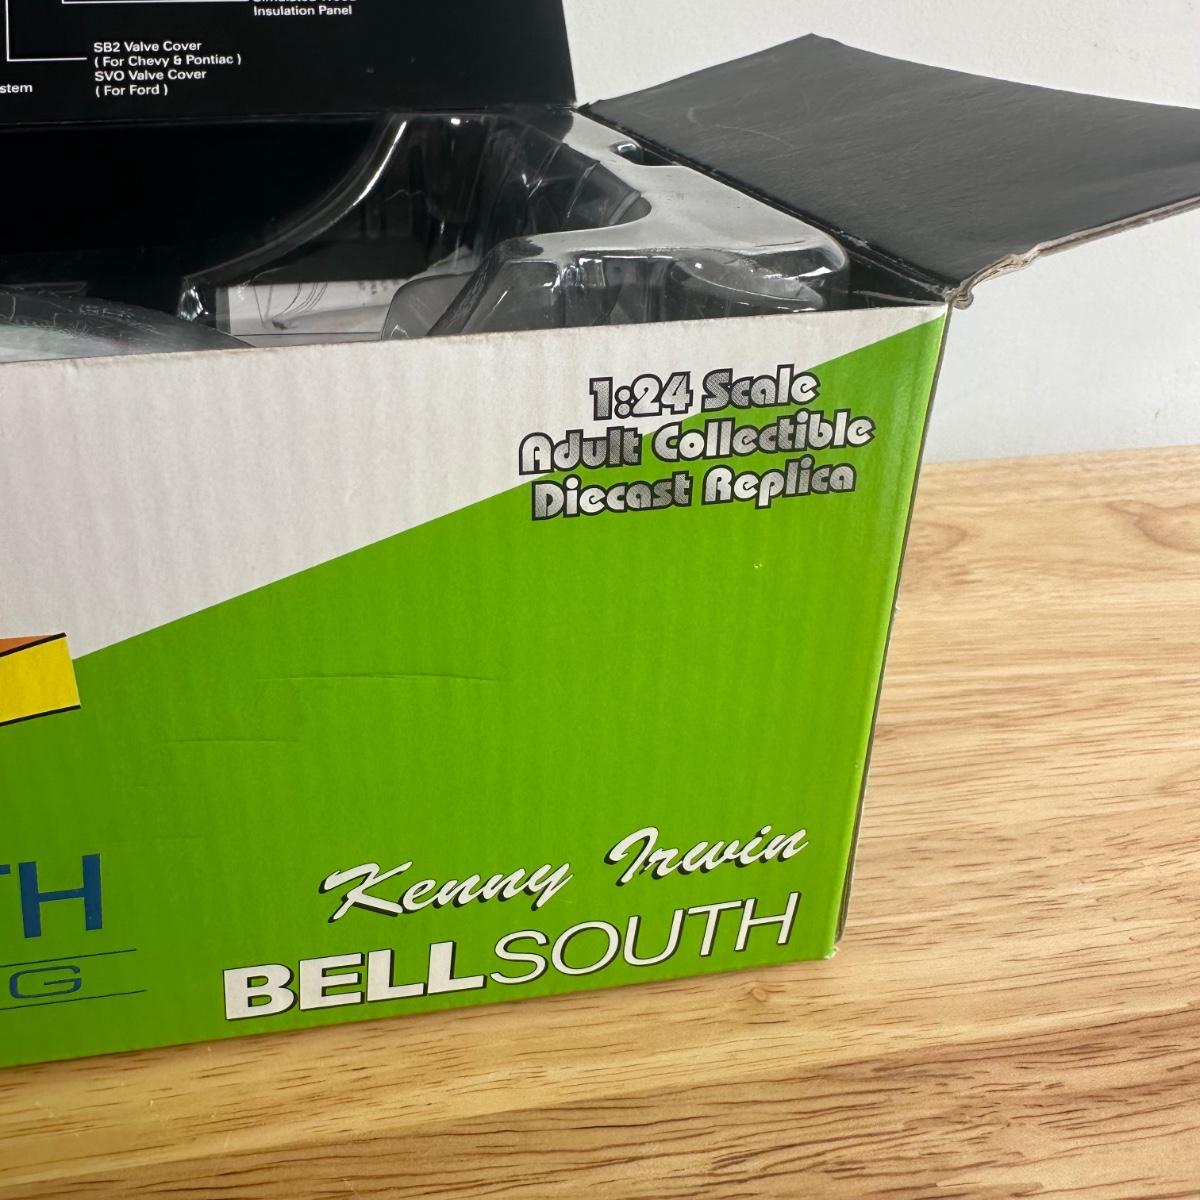 Insulation Panel
SB2 Valve Cover
( For Chevy & Pontiac )
SVO Valve Cover
( For Ford )
stem
1:24 Scale
Adult Collectible
Diecast Replica
TH
G
Kenny Irwin
BELLSOUTH